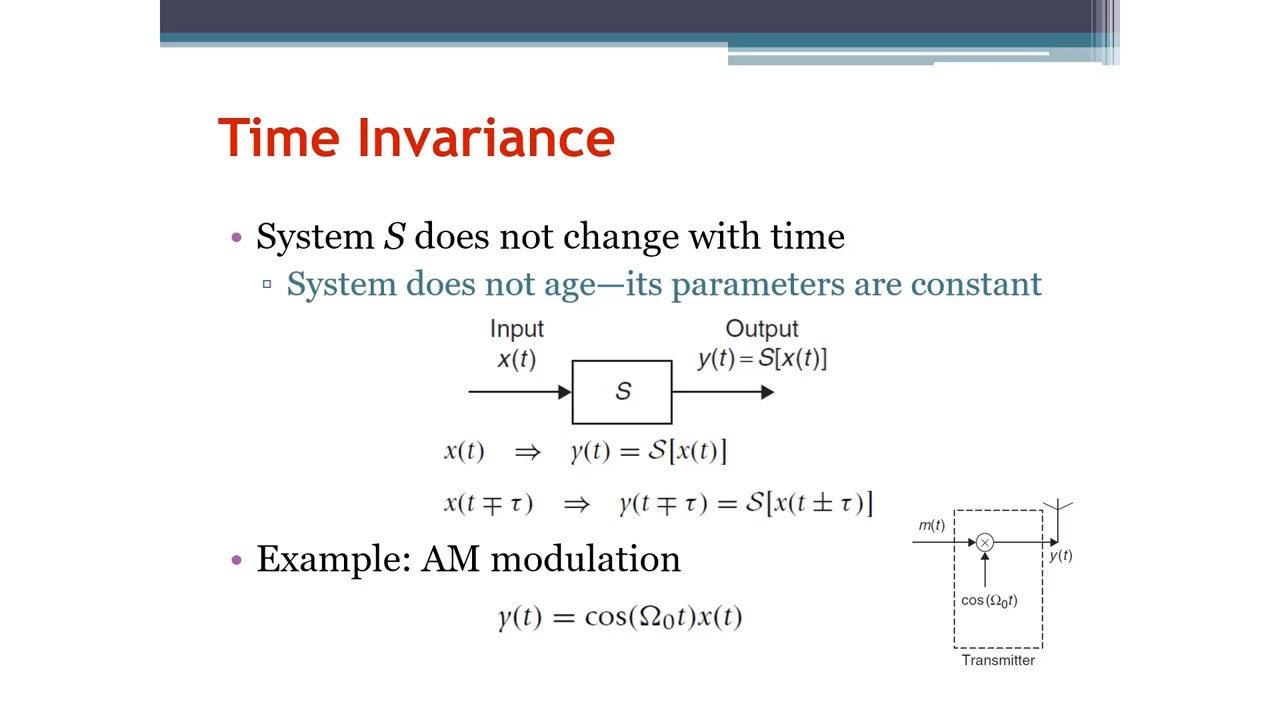 Time Invariance
• System S does not change with time
▫ System does not age—its parameters are constant
Input
x(t)
Output
y(t)=S[x(t)]
S
x(t) ⇒ y(t) = S[x(t)]
x(t ∓ τ) ⇒ y(t ∓ τ) = S[x(t ± τ)]
• Example: AM modulation
y(t) = cos(Ω₀t)x(t)
m(t)
×
y(t)
cos(Ω₀t)
Transmitter